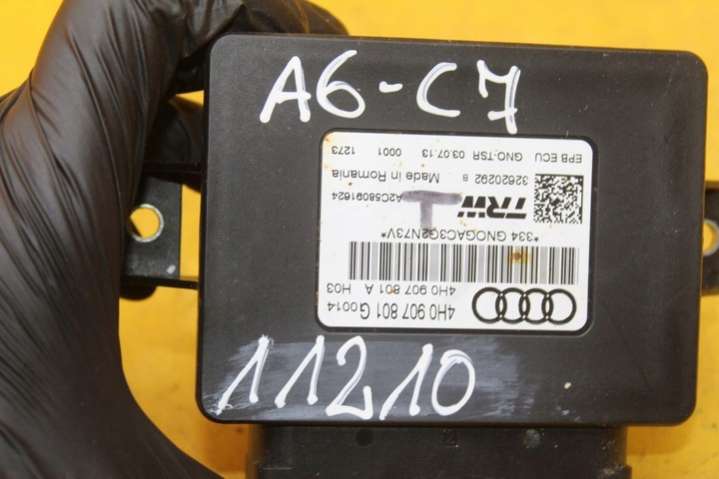 A6-C7
4H0 907 801 G 0014
4H0 907 801 A H03
*334 GNOGAC3G2N73V*
TRW
A2C58091624
T
32620292 B Made in Romania
EPB ECU GNO-TSR 03.07.13 0001 1273
11210